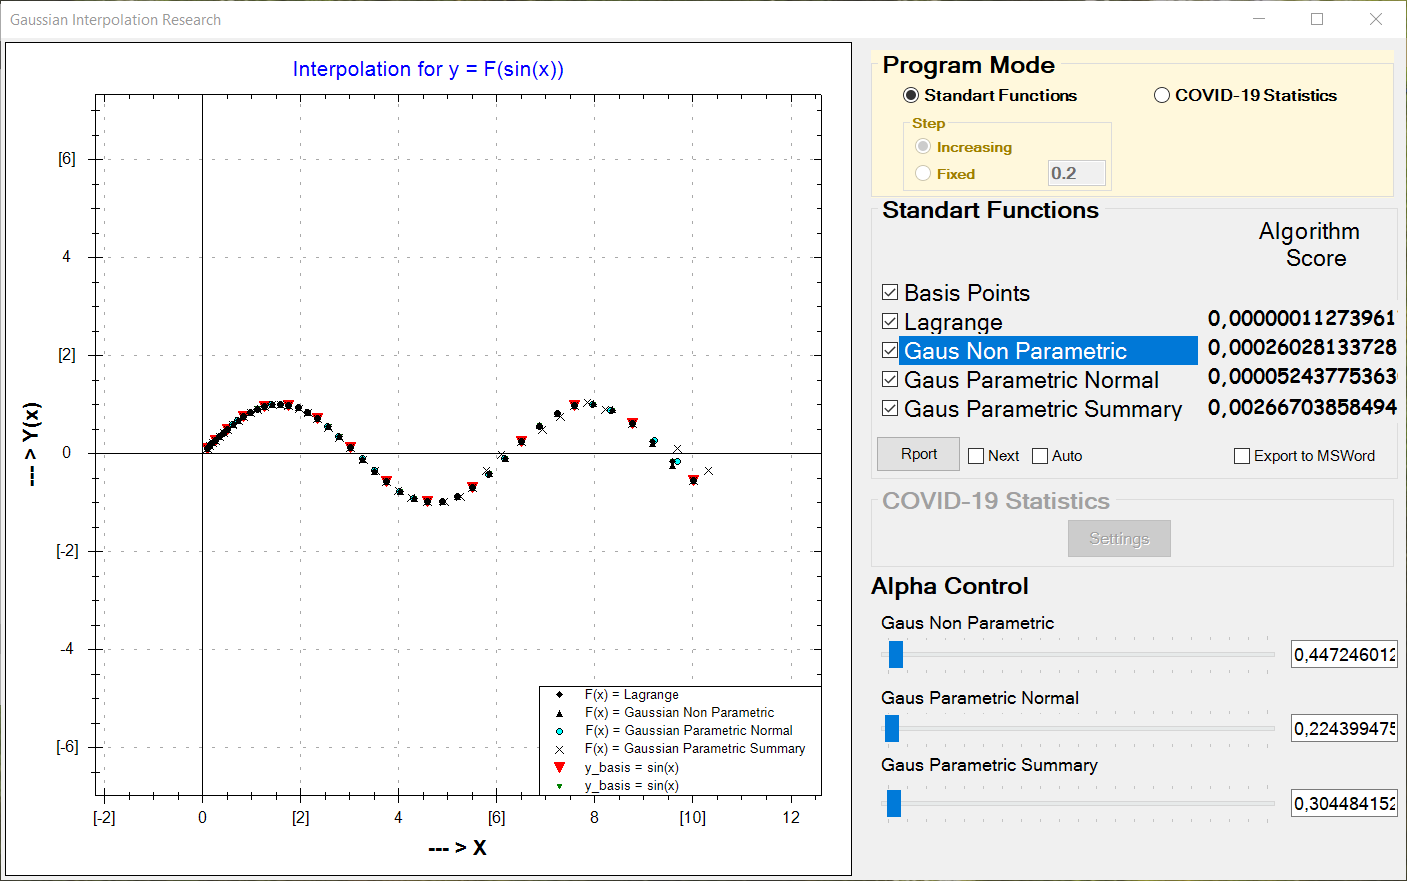 Gaussian Interpolation Research
Interpolation for y = F(sin(x))
[6]
4
[2]
0
[-2]
-4
[-6]
--- > Y(x)
[-2]
0
[2]
4
[6]
8
[10]
12
--- > X
F(x) = Lagrange
F(x) = Gaussian Non Parametric
F(x) = Gaussian Parametric Normal
F(x) = Gaussian Parametric Summary
y_basis = sin(x)
y_basis = sin(x)
Program Mode
Standart Functions
COVID-19 Statistics
Step
Increasing
Fixed
0.2
Standart Functions
Algorithm
Score
Basis Points
Lagrange 0,00000011273961
Gaus Non Parametric 0,00026028133728
Gaus Parametric Normal 0,00005243775363
Gaus Parametric Summary 0,00266703858494
Rport
Next
Auto
Export to MSWord
COVID-19 Statistics
Settings
Alpha Control
Gaus Non Parametric
0,447246012
Gaus Parametric Normal
0,224399475
Gaus Parametric Summary
0,304484152